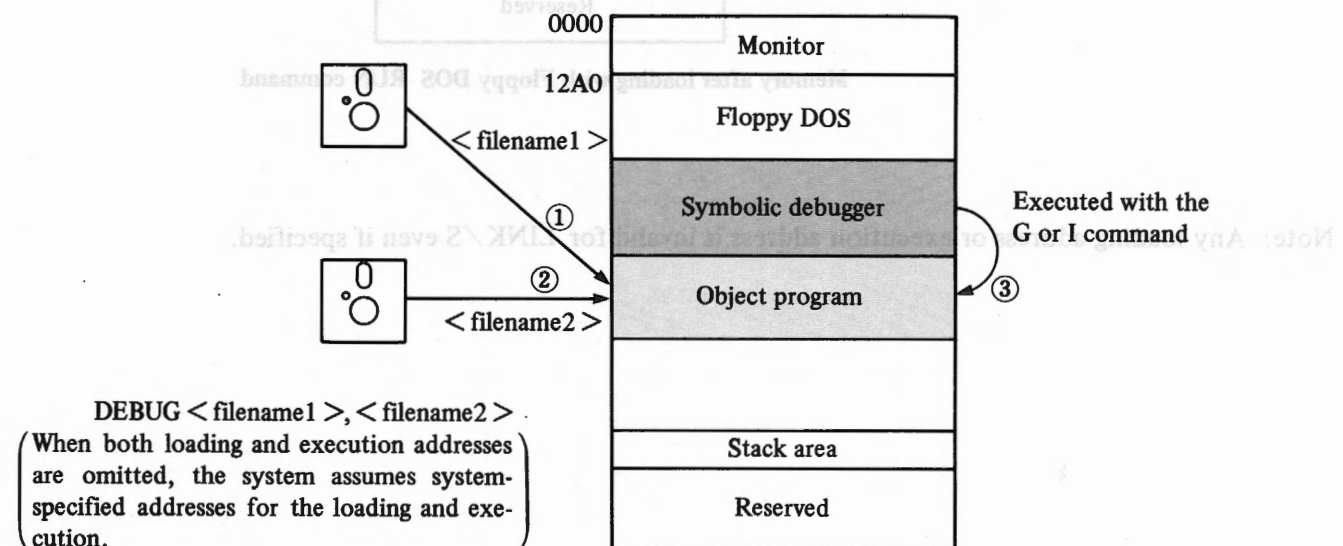 Reserved
0000
Monitor
Memory after loading with Floppy DOS RUN command
12A0
Floppy DOS
< filename1 >
Symbolic debugger
Executed with the
G or I command
①
Note: Any loading address or execution address is invalid for LINK/S even if specified.
②
Object program
③
< filename2 >
DEBUG < filename1 >, < filename2 >
When both loading and execution addresses
are omitted, the system assumes system-
specified addresses for the loading and exe-
cution.
Stack area
Reserved